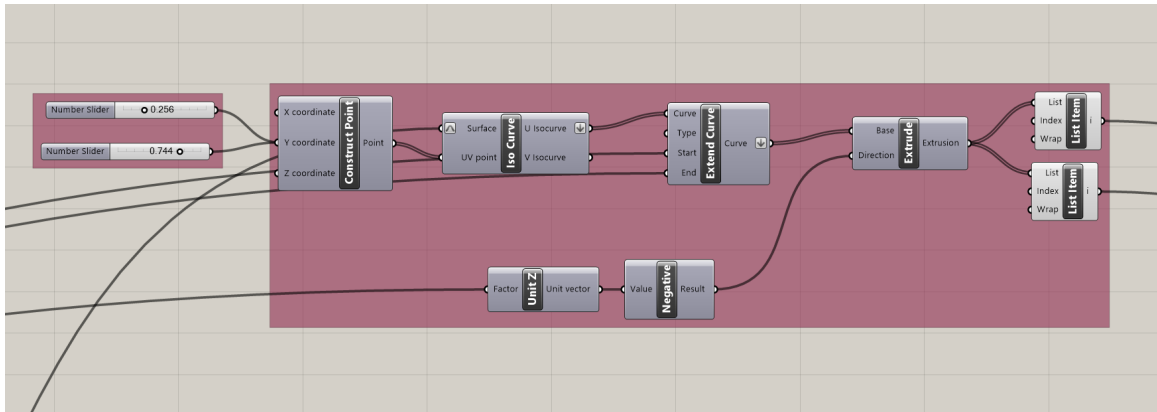 Number Slider 0.256
Number Slider 0.744
X coordinate
Y coordinate
Z coordinate
Construct Point
Point
Surface
UV point
Iso Curve
U Isocurve
V Isocurve
Curve
Type
Start
End
Extend Curve
Curve
Base
Direction
Extrude
Extrusion
List
Index
Wrap
List Item
i
List
Index
Wrap
List Item
i
Factor
Unit Z
Unit vector
Value
Negative
Result